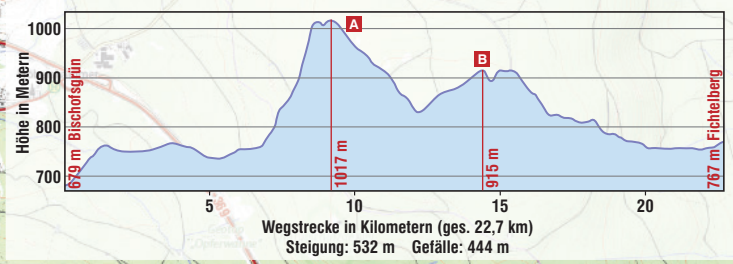 Höhe in Metern
1000
900
800
700
679 m Bischofsgrün
A
1017 m
B
915 m
767 m Fichtelberg
5
10
15
20
Wegstrecke in Kilometern (ges. 22,7 km)
Steigung: 532 m Gefälle: 444 m